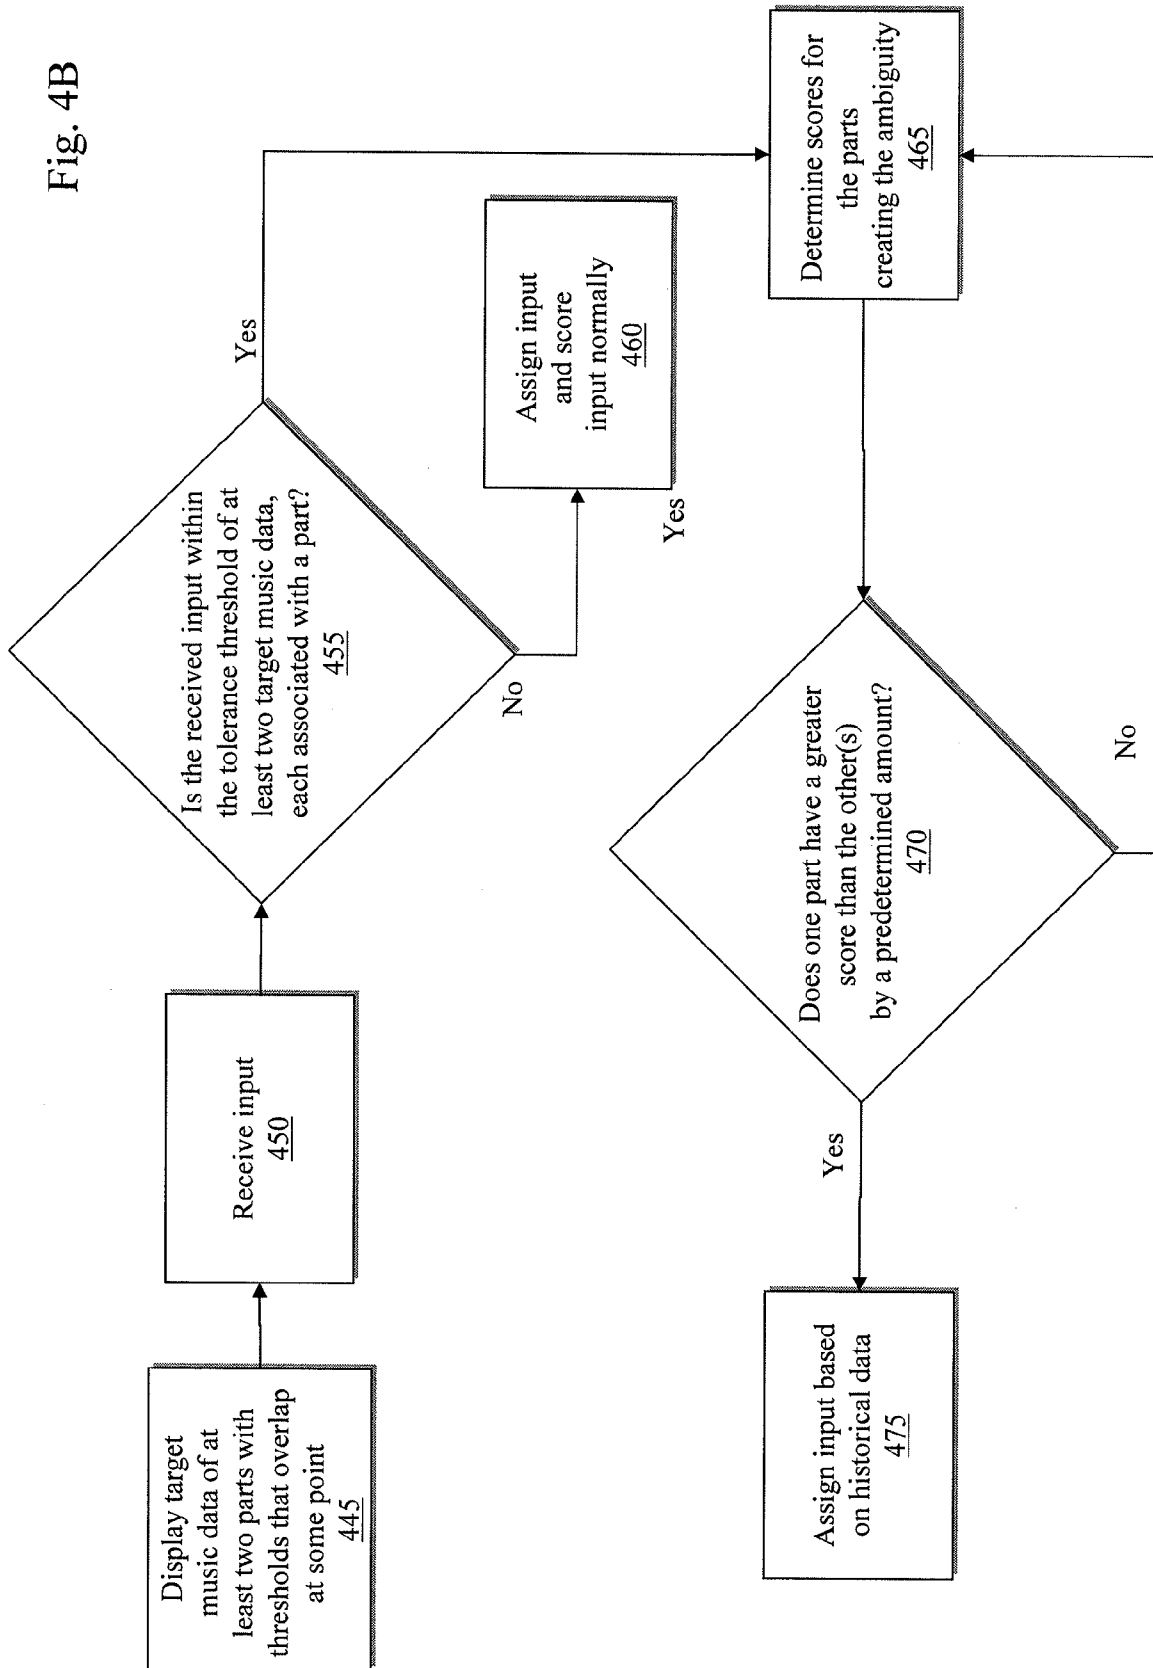 Fig. 4B
Display target
music data of at
least two parts with
thresholds that overlap
at some point
445
Receive input
450
Is the received input within
the tolerance threshold of at
least two target music data,
each associated with a part?
455
Yes
No
Assign input
and score
input normally
460
Yes
Determine scores for
the parts
creating the ambiguity
465
Does one part have a greater
score than the other(s)
by a predetermined amount?
470
No
Yes
Assign input based
on historical data
475